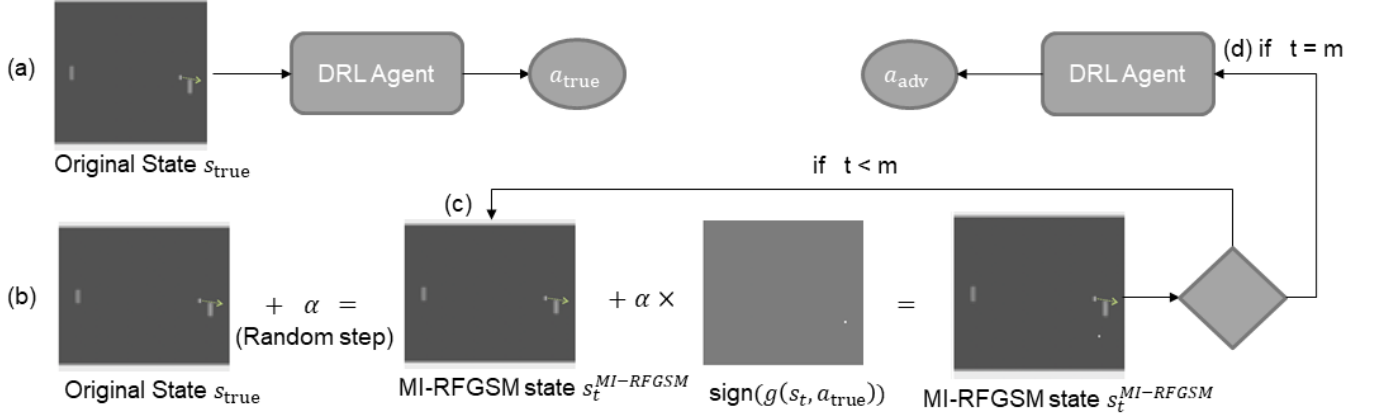 (a)
DRL Agent
a_true
a_adv
DRL Agent
(d) if t = m
Original State s_true
if t < m
(c)
(b)
+ α =
(Random step)
+ α ×
=
Original State s_true
MI-RFGSM state s_t^{MI−RFGSM}
sign(g(s_t, a_true))
MI-RFGSM state s_t^{MI−RFGSM}